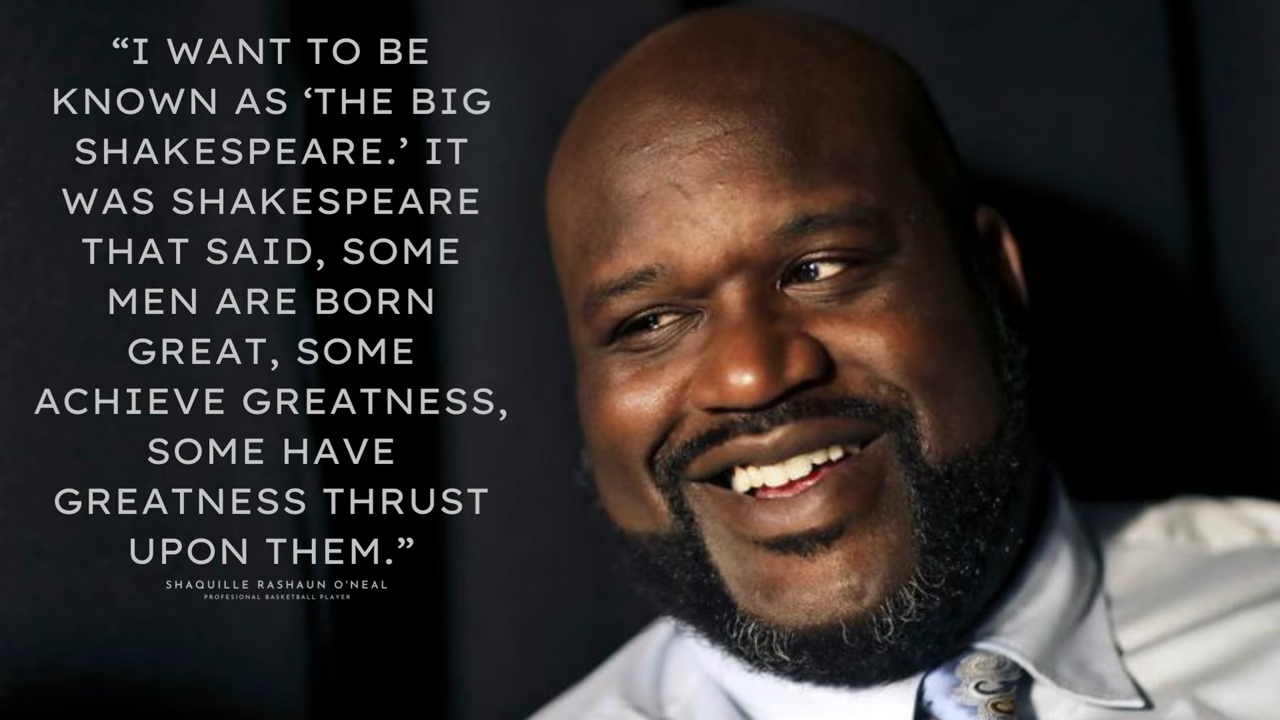 “I WANT TO BE
KNOWN AS ‘THE BIG
SHAKESPEARE.’ IT
WAS SHAKESPEARE
THAT SAID, SOME
MEN ARE BORN
GREAT, SOME
ACHIEVE GREATNESS,
SOME HAVE
GREATNESS THRUST
UPON THEM.”
SHAQUILLE RASHAUN O'NEAL
PROFESIONAL BASKETBALL PLAYER